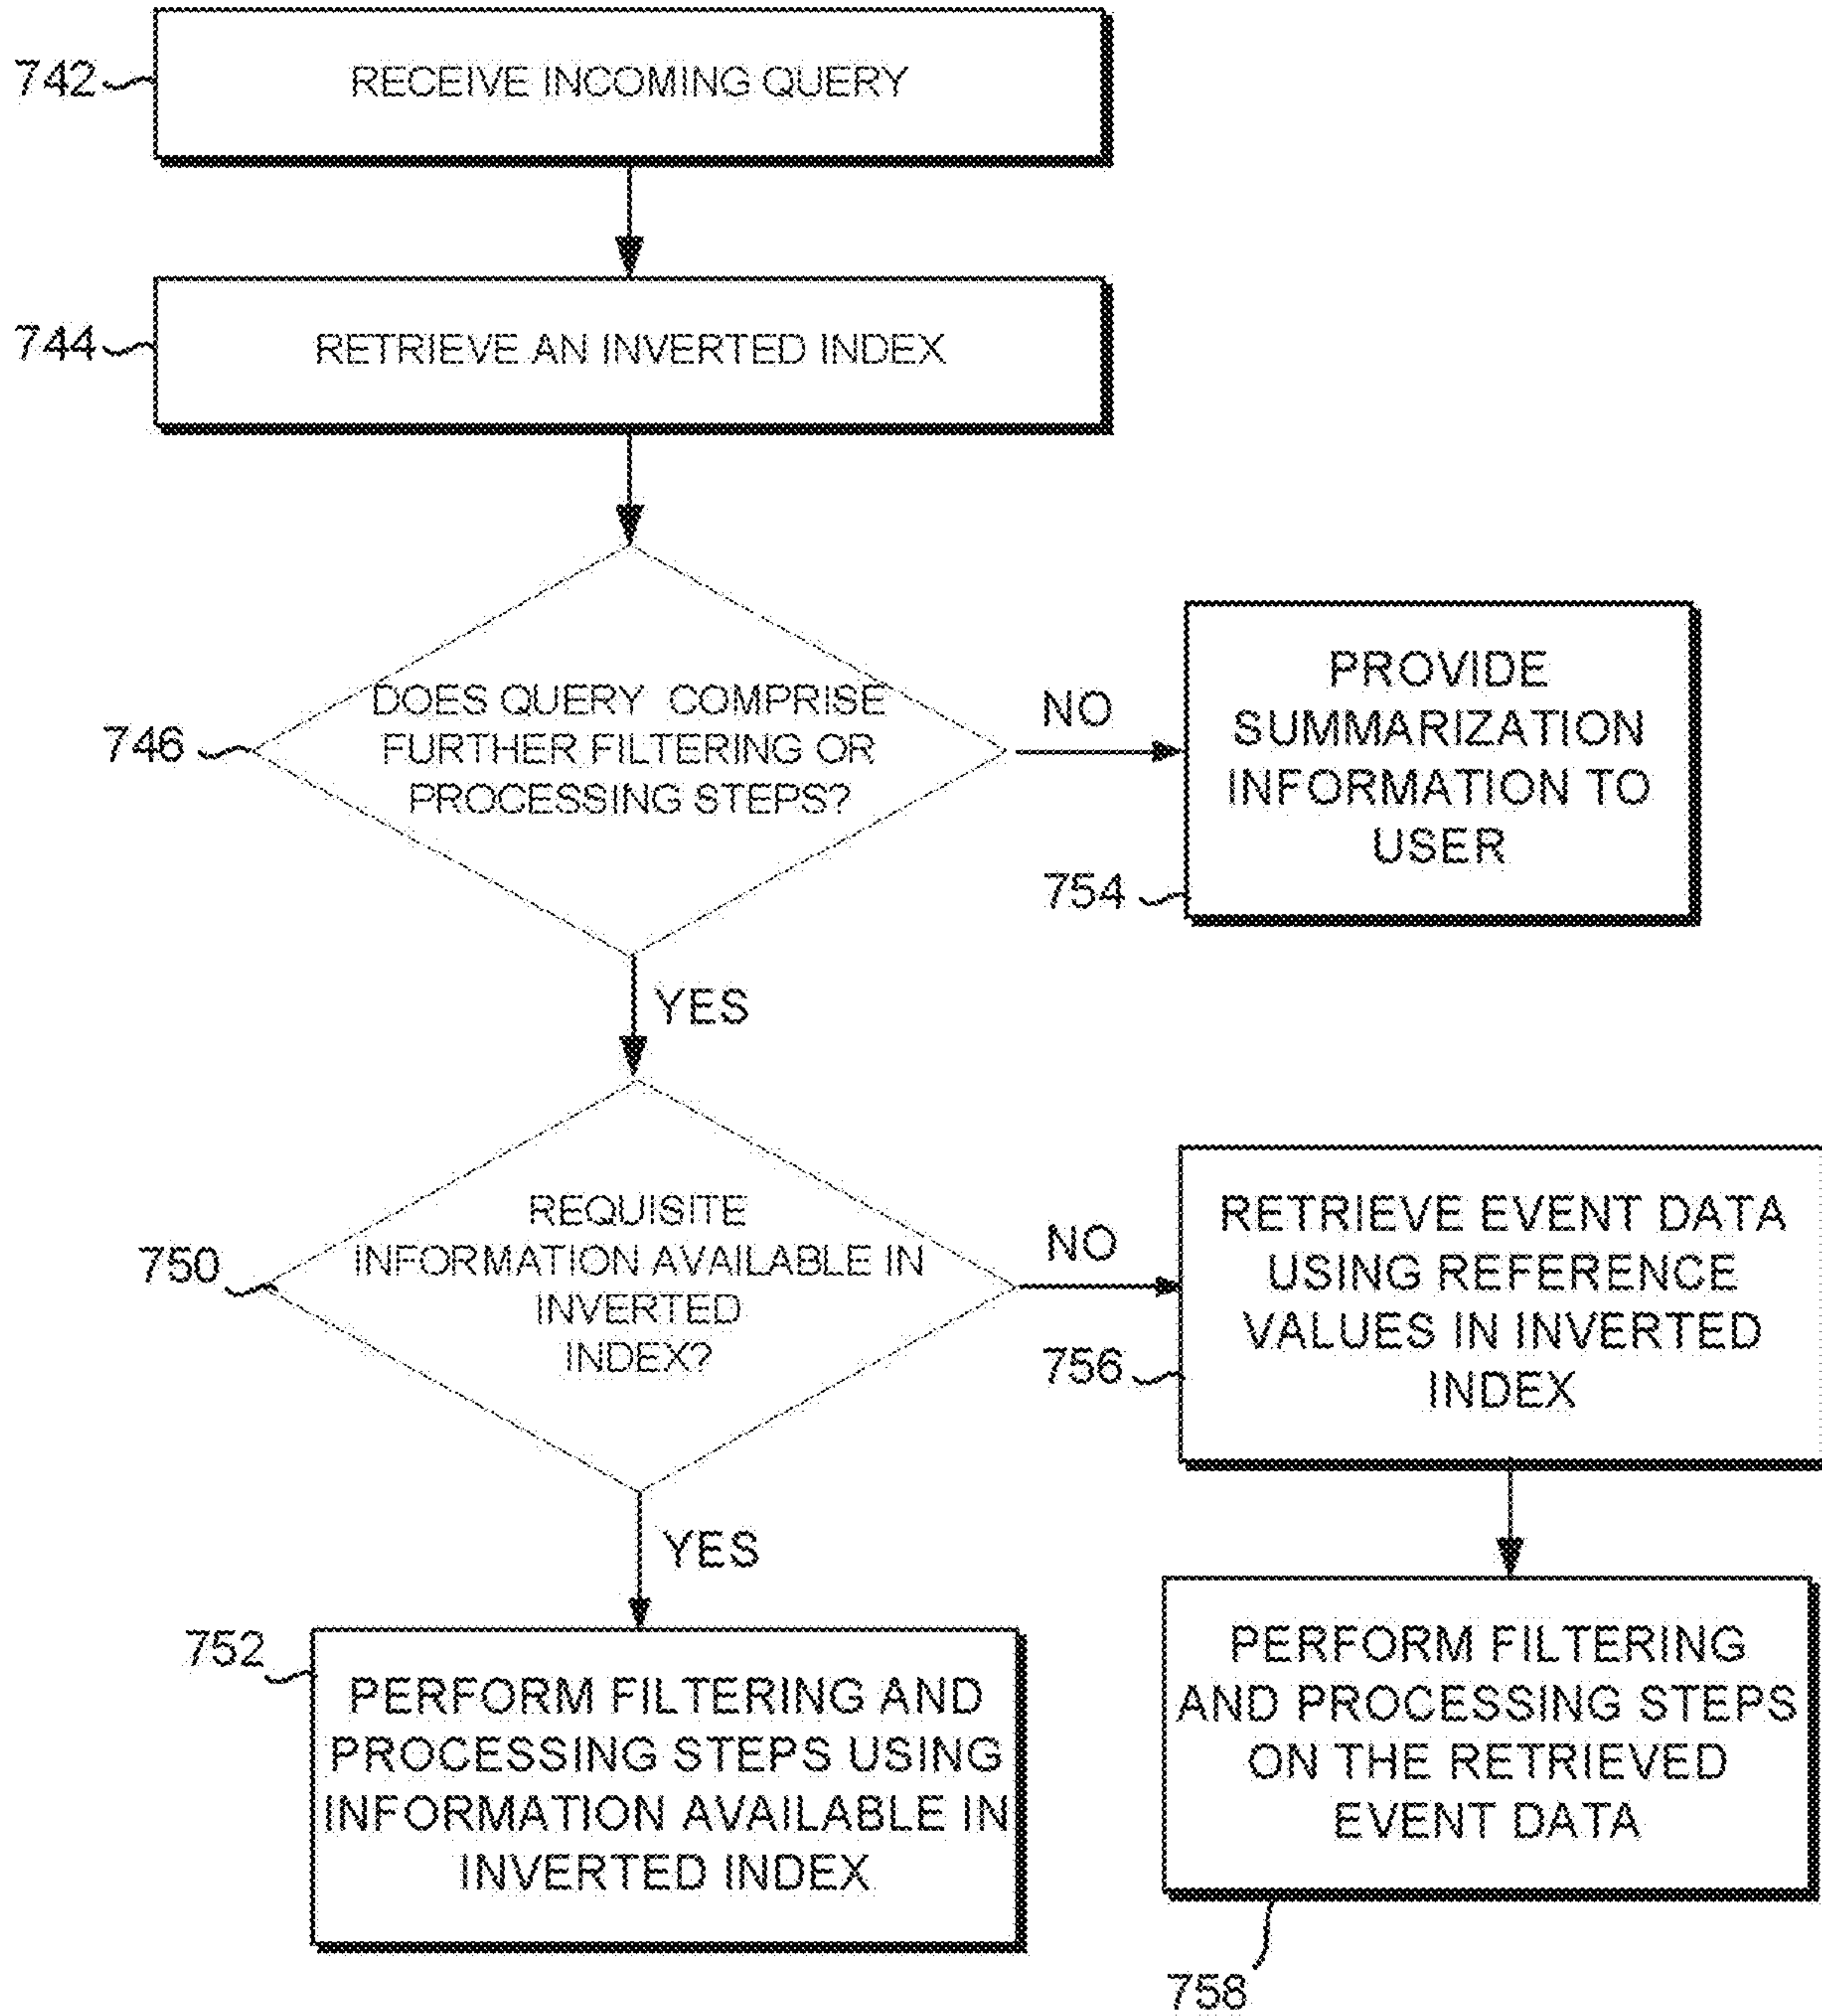 742
RECEIVE INCOMING QUERY
744
RETRIEVE AN INVERTED INDEX
746
DOES QUERY COMPRISE
FURTHER FILTERING OR
PROCESSING STEPS?
NO
PROVIDE
SUMMARIZATION
INFORMATION TO
USER
754
YES
750
REQUISITE
INFORMATION AVAILABLE IN
INVERTED
INDEX?
NO
RETRIEVE EVENT DATA
USING REFERENCE
VALUES IN INVERTED
INDEX
756
YES
752
PERFORM FILTERING AND
PROCESSING STEPS USING
INFORMATION AVAILABLE IN
INVERTED INDEX
PERFORM FILTERING
AND PROCESSING STEPS
ON THE RETRIEVED
EVENT DATA
758